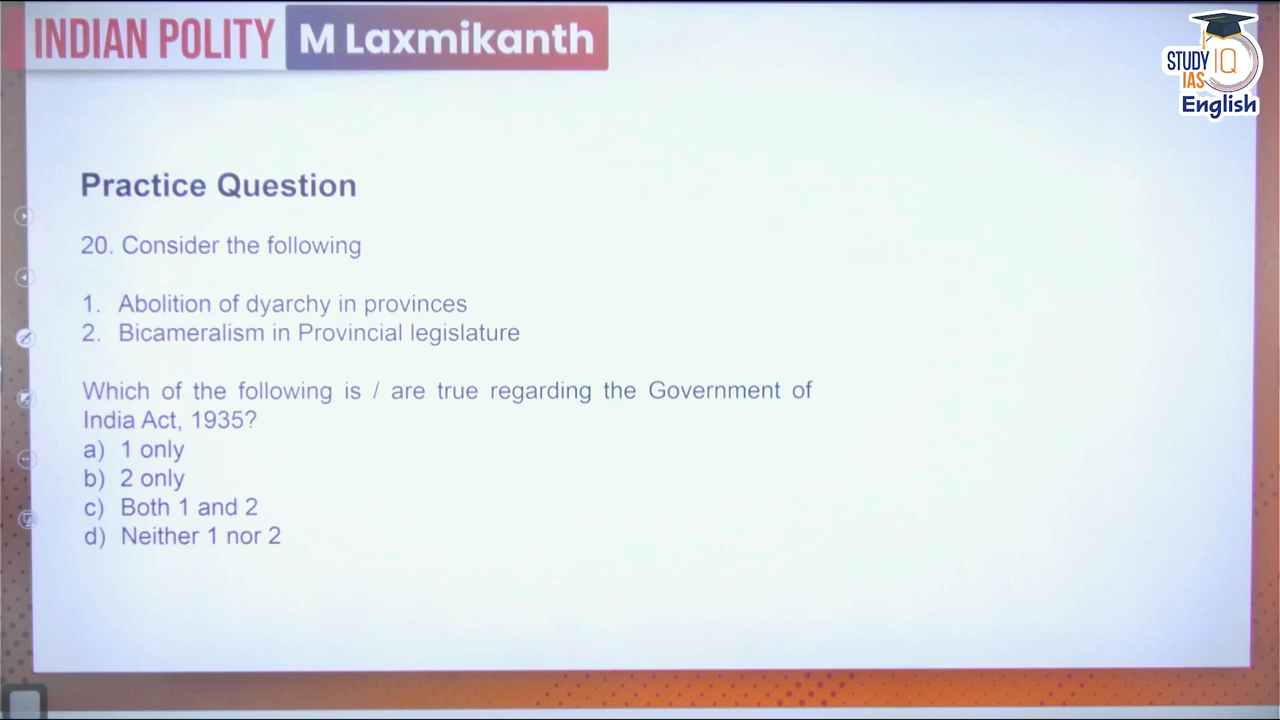 INDIAN POLITY M Laxmikanth
STUDY IQ
IAS
English
Practice Question
20. Consider the following
1. Abolition of dyarchy in provinces
2. Bicameralism in Provincial legislature
Which of the following is / are true regarding the Government of
India Act, 1935?
a) 1 only
b) 2 only
c) Both 1 and 2
d) Neither 1 nor 2